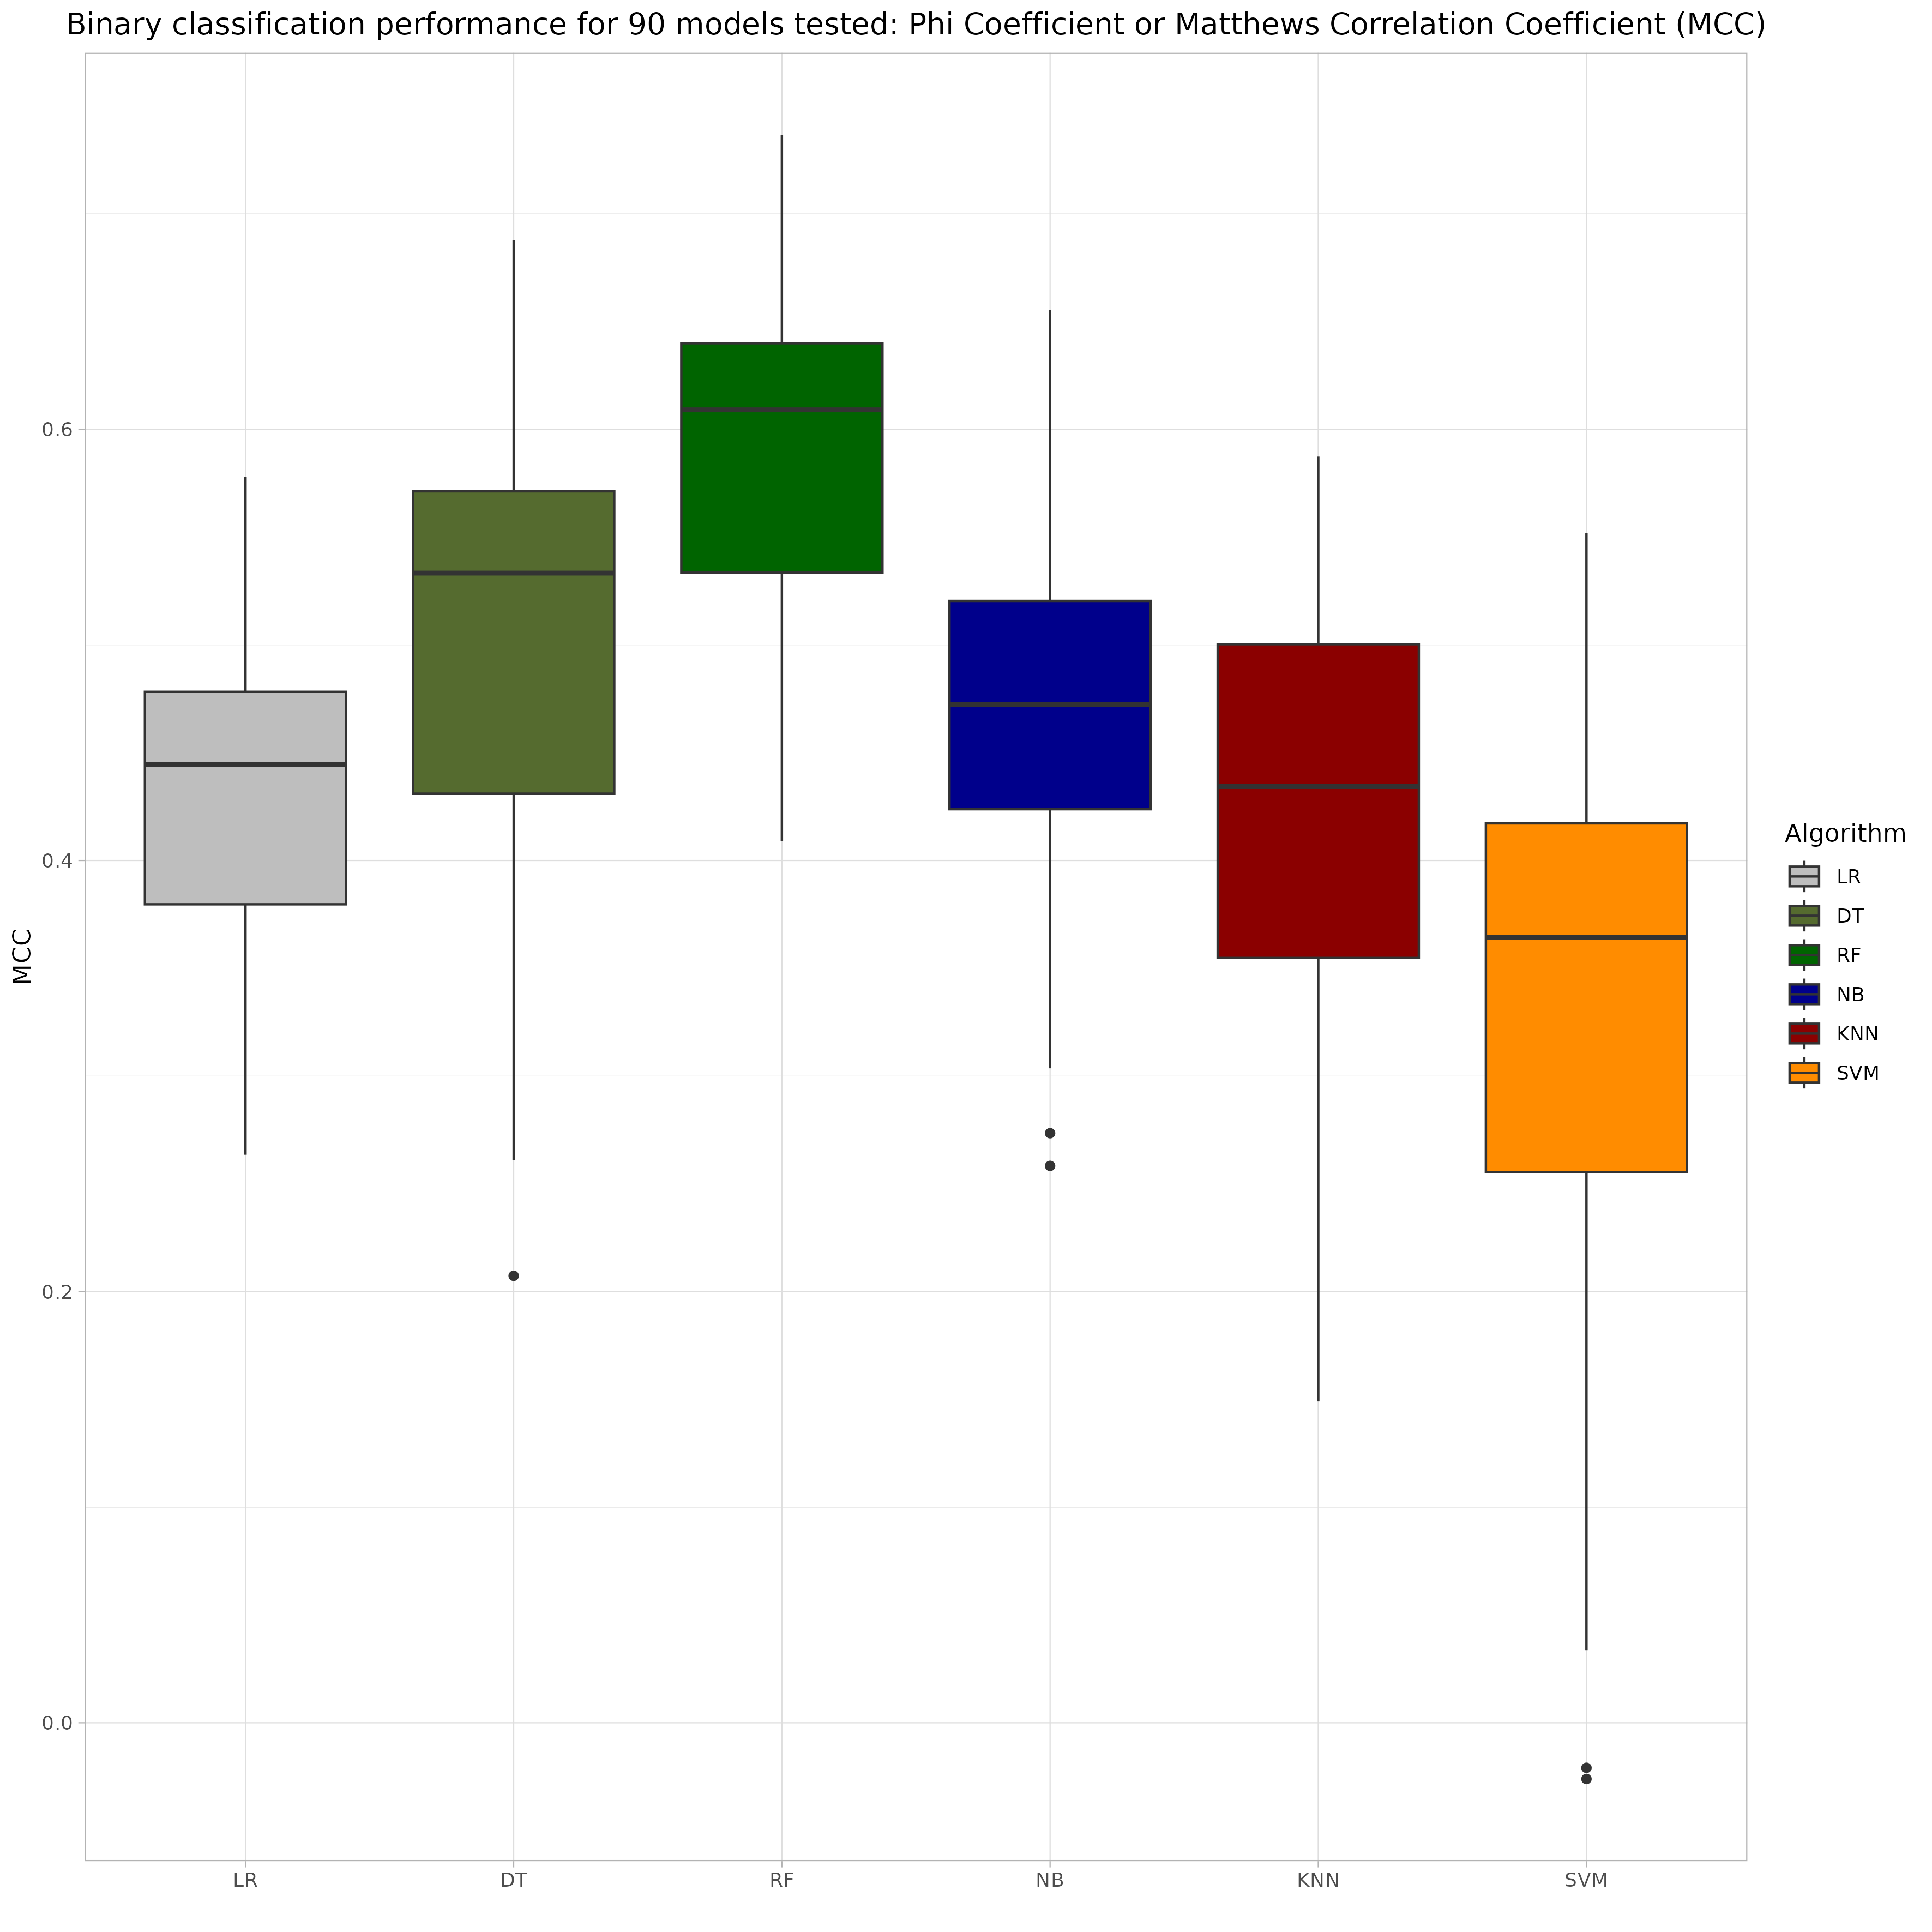 Binary classification performance for 90 models tested: Phi Coefficient or Matthews Correlation Coefficient (MCC)
0.6
0.4
0.2
0.0
MCC
LR
DT
RF
NB
KNN
SVM
Algorithm
LR
DT
RF
NB
KNN
SVM